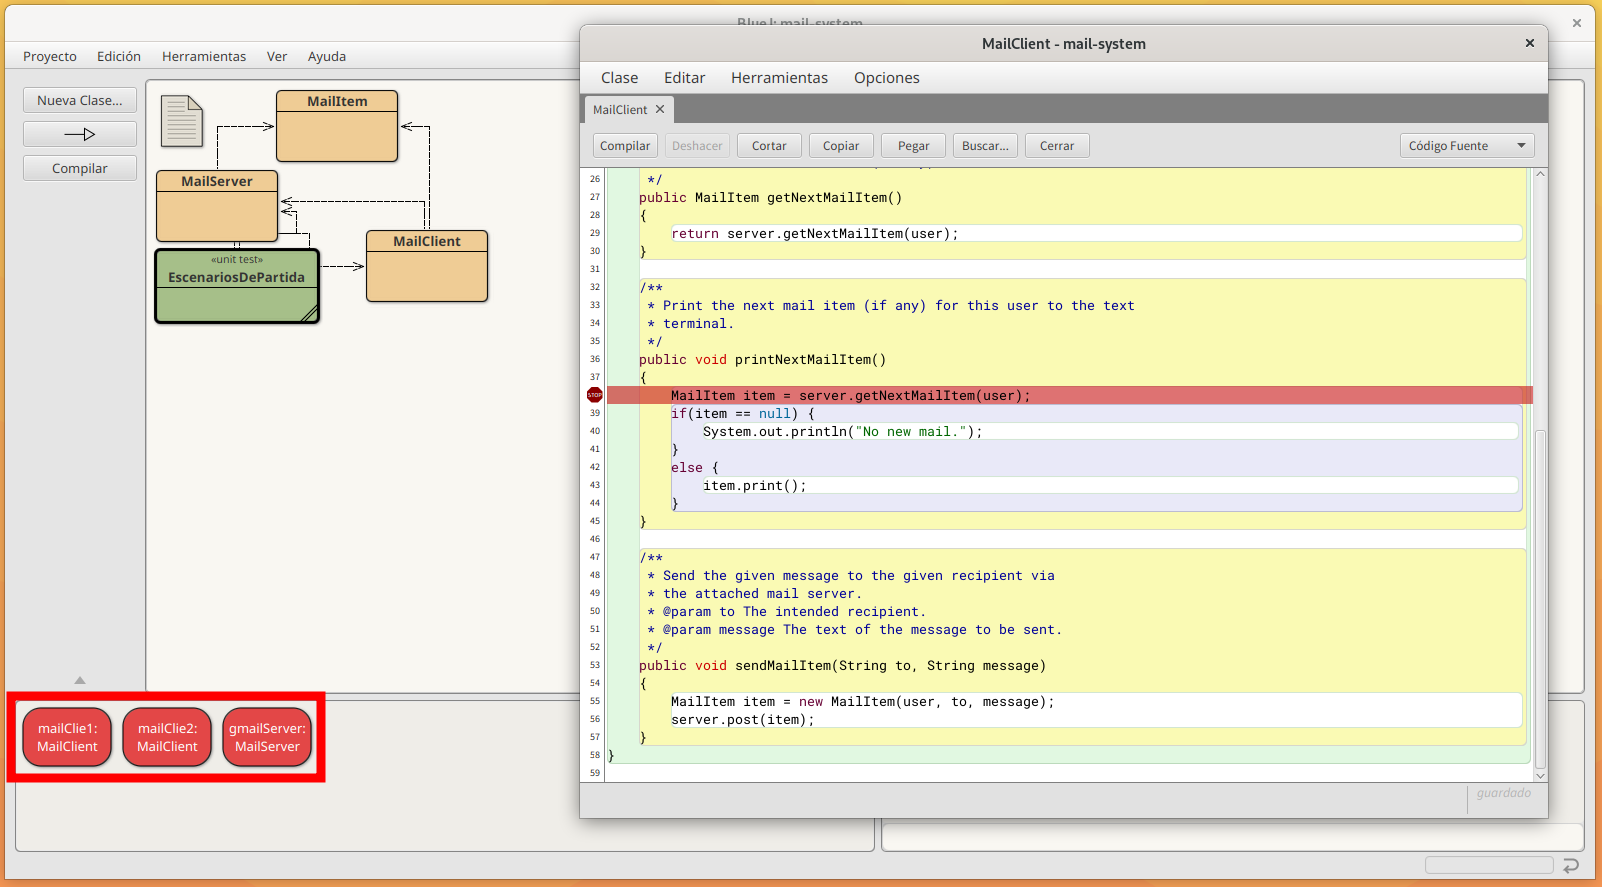 BlueJ: mail-system
Proyecto Edición Herramientas Ver Ayuda
Nueva Clase...
Compilar
MailItem
MailServer
MailClient
«unit test»
EscenariosDePartida
mailClie1:
MailClient
mailClie2:
MailClient
gmailServer:
MailServer
MailClient - mail-system
Clase Editar Herramientas Opciones
MailClient
Compilar Deshacer Cortar Copiar Pegar Buscar... Cerrar Código Fuente
26 */
27 public MailItem getNextMailItem()
28 {
29 return server.getNextMailItem(user);
30 }
31
32 /**
33 * Print the next mail item (if any) for this user to the text
34 * terminal.
35 */
36 public void printNextMailItem()
37 {
STOP MailItem item = server.getNextMailItem(user);
39 if(item == null) {
40 System.out.println("No new mail.");
41 }
42 else {
43 item.print();
44 }
45 }
46
47 /**
48 * Send the given message to the given recipient via
49 * the attached mail server.
50 * @param to The intended recipient.
51 * @param message The text of the message to be sent.
52 */
53 public void sendMailItem(String to, String message)
54 {
55 MailItem item = new MailItem(user, to, message);
56 server.post(item);
57 }
58 }
59
guardado